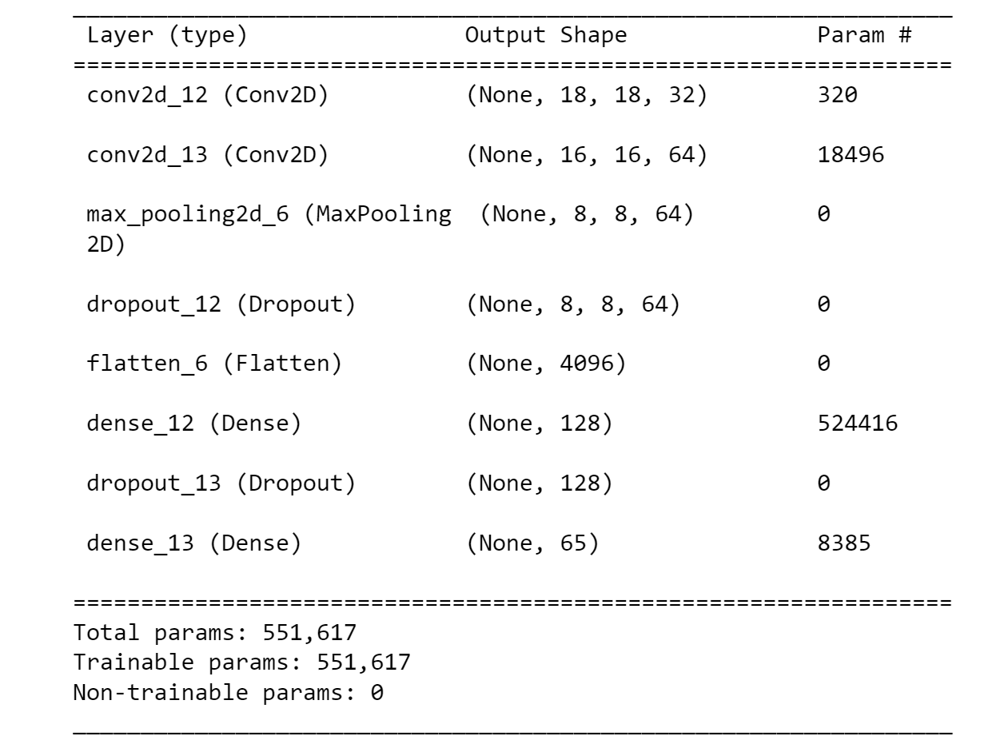 Layer (type)                Output Shape              Param #
=================================================================
conv2d_12 (Conv2D)          (None, 18, 18, 32)        320
conv2d_13 (Conv2D)          (None, 16, 16, 64)        18496
max_pooling2d_6 (MaxPooling  (None, 8, 8, 64)         0
2D)
dropout_12 (Dropout)        (None, 8, 8, 64)          0
flatten_6 (Flatten)         (None, 4096)              0
dense_12 (Dense)            (None, 128)               524416
dropout_13 (Dropout)        (None, 128)               0
dense_13 (Dense)            (None, 65)                8385
=================================================================
Total params: 551,617
Trainable params: 551,617
Non-trainable params: 0